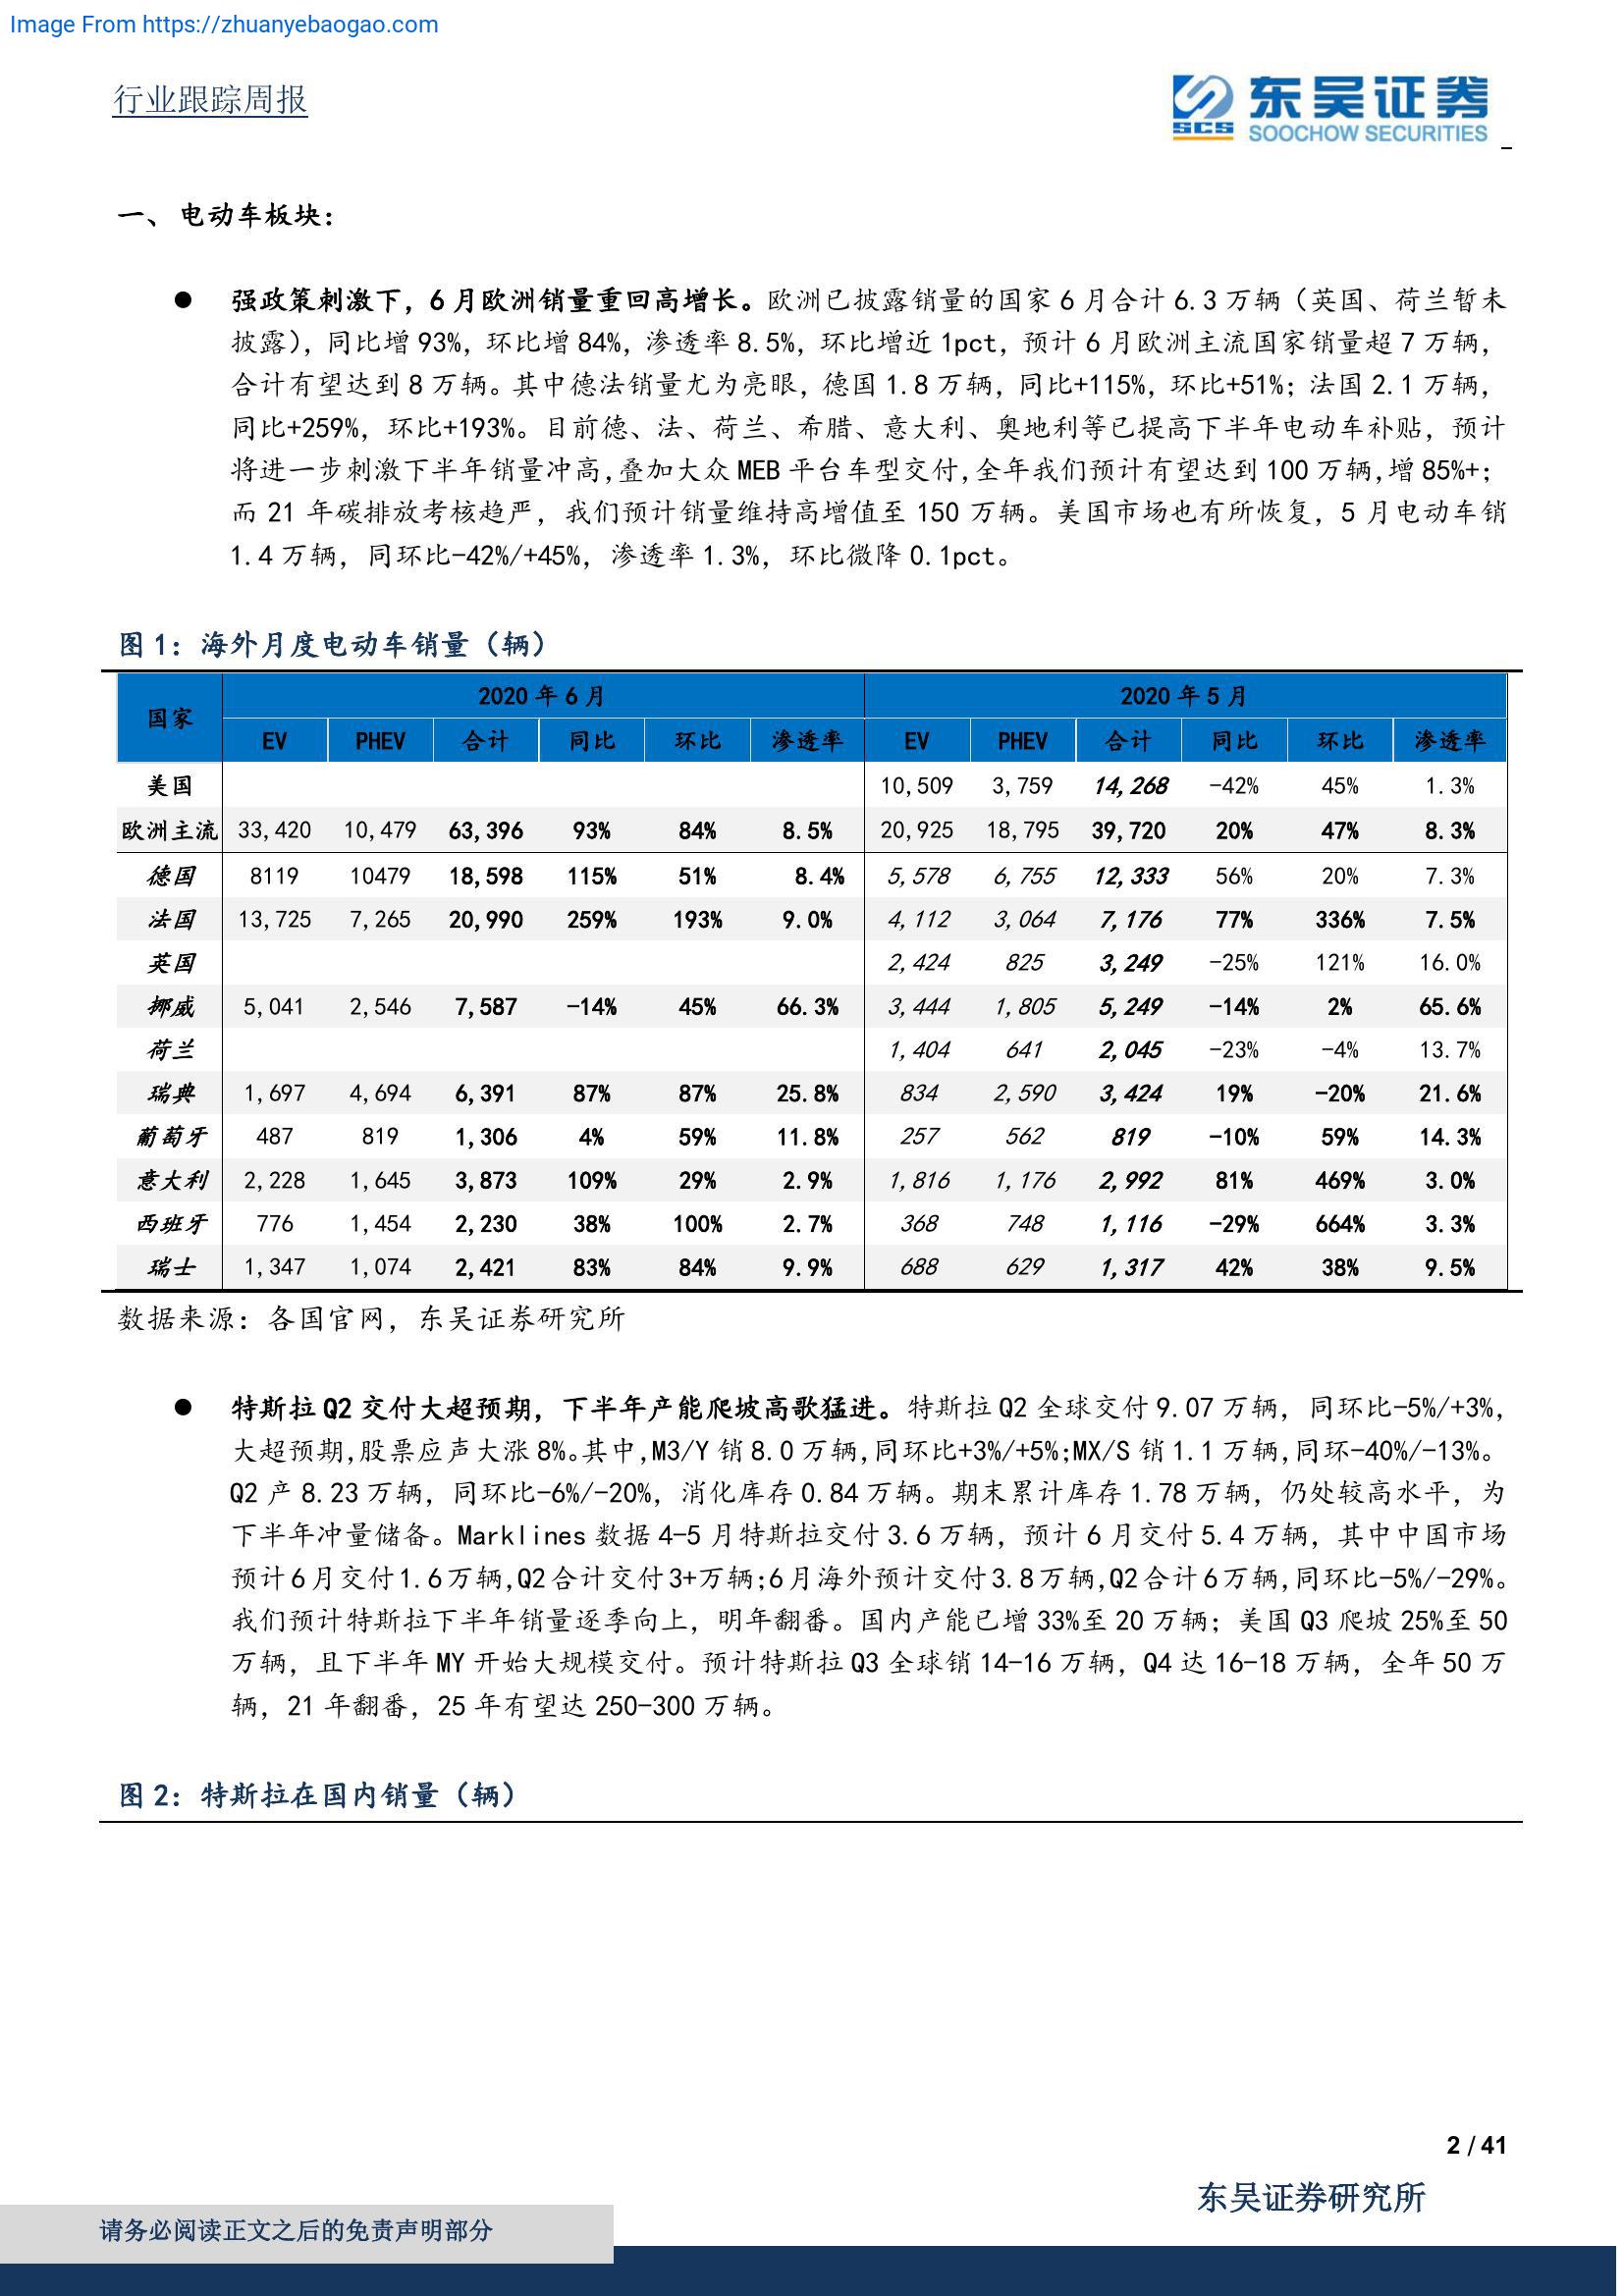 Image From https://zhuanyebaogao.com
行业跟踪周报
SCS 东吴证券
SOOCHOW SECURITIES
一、 电动车板块：
● 强政策刺激下，6 月欧洲销量重回高增长。欧洲已披露销量的国家 6 月合计 6.3 万辆（英国、荷兰暂未
披露），同比增 93%，环比增 84%，渗透率 8.5%，环比增近 1pct，预计 6 月欧洲主流国家销量超 7 万辆，
合计有望达到 8 万辆。其中德法销量尤为亮眼，德国 1.8 万辆，同比+115%，环比+51%；法国 2.1 万辆，
同比+259%，环比+193%。目前德、法、荷兰、希腊、意大利、奥地利等已提高下半年电动车补贴，预计
将进一步刺激下半年销量冲高，叠加大众 MEB 平台车型交付，全年我们预计有望达到 100 万辆，增 85%+；
而 21 年碳排放考核趋严，我们预计销量维持高增值至 150 万辆。美国市场也有所恢复，5 月电动车销
1.4 万辆，同环比-42%/+45%，渗透率 1.3%，环比微降 0.1pct。
图 1：海外月度电动车销量（辆）
国家 2020 年 6 月 2020 年 5 月
EV PHEV 合计 同比 环比 渗透率 EV PHEV 合计 同比 环比 渗透率
美国 10,509 3,759 14,268 -42% 45% 1.3%
欧洲主流 33,420 10,479 63,396 93% 84% 8.5% 20,925 18,795 39,720 20% 47% 8.3%
德国 8119 10479 18,598 115% 51% 8.4% 5,578 6,755 12,333 56% 20% 7.3%
法国 13,725 7,265 20,990 259% 193% 9.0% 4,112 3,064 7,176 77% 336% 7.5%
英国 2,424 825 3,249 -25% 121% 16.0%
挪威 5,041 2,546 7,587 -14% 45% 66.3% 3,444 1,805 5,249 -14% 2% 65.6%
荷兰 1,404 641 2,045 -23% -4% 13.7%
瑞典 1,697 4,694 6,391 87% 87% 25.8% 834 2,590 3,424 19% -20% 21.6%
葡萄牙 487 819 1,306 4% 59% 11.8% 257 562 819 -10% 59% 14.3%
意大利 2,228 1,645 3,873 109% 29% 2.9% 1,816 1,176 2,992 81% 469% 3.0%
西班牙 776 1,454 2,230 38% 100% 2.7% 368 748 1,116 -29% 664% 3.3%
瑞士 1,347 1,074 2,421 83% 84% 9.9% 688 629 1,317 42% 38% 9.5%
数据来源：各国官网，东吴证券研究所
● 特斯拉 Q2 交付大超预期，下半年产能爬坡高歌猛进。特斯拉 Q2 全球交付 9.07 万辆，同环比-5%/+3%，
大超预期，股票应声大涨 8%。其中，M3/Y 销 8.0 万辆，同环比+3%/+5%；MX/S 销 1.1 万辆，同环-40%/-13%。
Q2 产 8.23 万辆，同环比-6%/-20%，消化库存 0.84 万辆。期末累计库存 1.78 万辆，仍处较高水平，为
下半年冲量储备。Marklines 数据 4-5 月特斯拉交付 3.6 万辆，预计 6 月交付 5.4 万辆，其中中国市场
预计 6 月交付 1.6 万辆，Q2 合计交付 3+万辆；6 月海外预计交付 3.8 万辆，Q2 合计 6 万辆，同环比-5%/-29%。
我们预计特斯拉下半年销量逐季向上，明年翻番。国内产能已增 33%至 20 万辆；美国 Q3 爬坡 25%至 50
万辆，且下半年 MY 开始大规模交付。预计特斯拉 Q3 全球销 14-16 万辆，Q4 达 16-18 万辆，全年 50 万
辆，21 年翻番，25 年有望达 250-300 万辆。
图 2：特斯拉在国内销量（辆）
2 / 41
东吴证券研究所
请务必阅读正文之后的免责声明部分